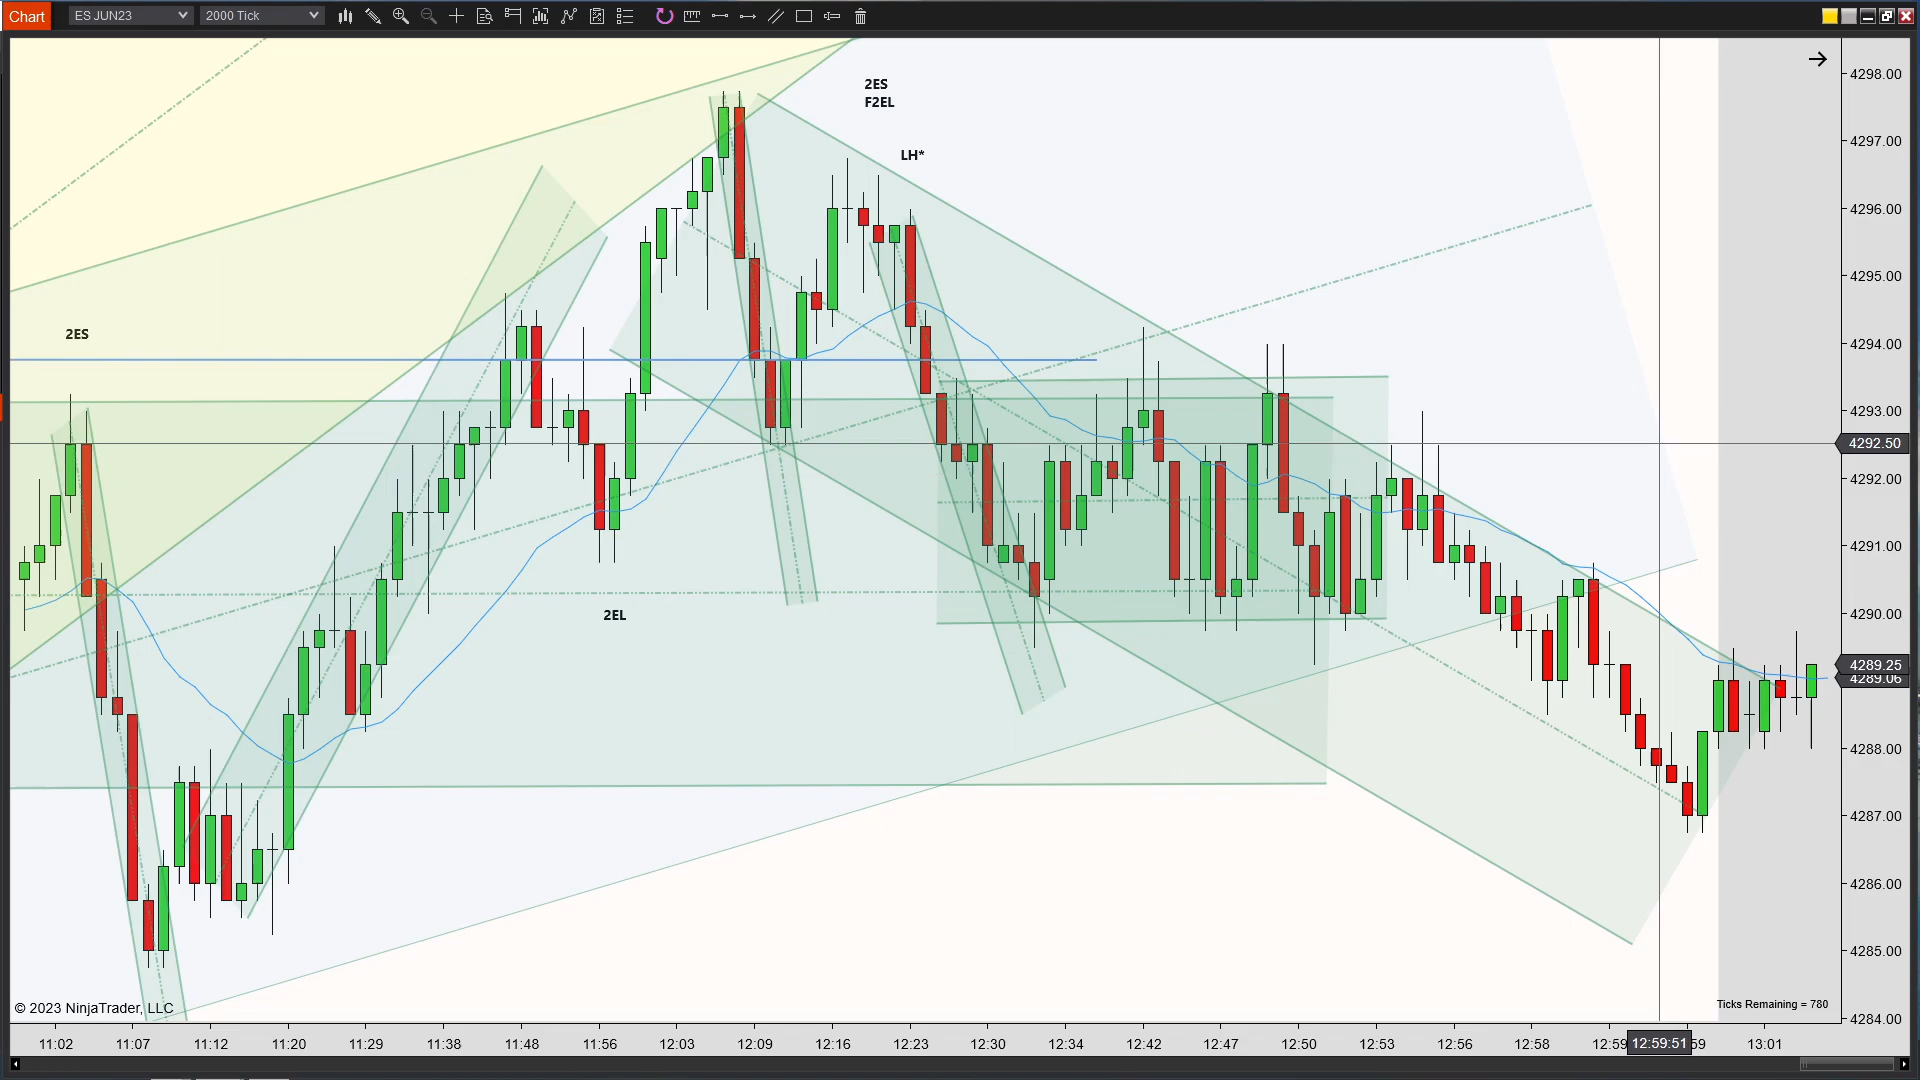 Chart
ES JUN23
2000 Tick
4298.00
2ES
F2EL
4297.00
LH*
4296.00
4295.00
2ES
4294.00
4293.00
4292.50
4292.00
4291.00
2EL
4290.00
4289.25
4289.06
4288.00
4287.00
4286.00
4285.00
© 2023 NinjaTrader, LLC
Ticks Remaining = 780
4284.00
11:02 11:07 11:12 11:20 11:29 11:38 11:48 11:56 12:03 12:09 12:16 12:23 12:30 12:34 12:42 12:47 12:50 12:53 12:56 12:58 12:59 12:59:51 59 13:01